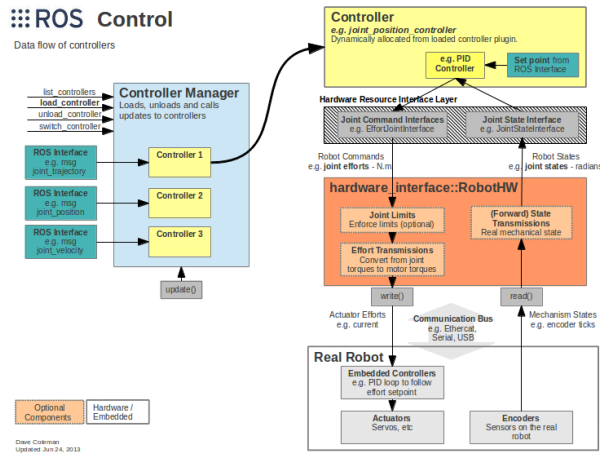 ROS Control
Data flow of controllers
list_controllers
load_controller
unload_controller
switch_controller
Controller Manager
Loads, unloads and calls
updates to controllers
ROS Interface
e.g. msg
joint_trajectory
Controller 1
ROS Interface
e.g. msg
joint_position
Controller 2
ROS Interface
e.g. msg
joint_velocity
Controller 3
update()
Controller
e.g. joint_position_controller
Dynamically allocated from loaded controller plugin.
e.g. PID
Controller
Set point from
ROS Interface
Hardware Resource Interface Layer
Joint Command Interfaces
e.g. EffortJointInterface
Joint State Interface
e.g. JointStateInterface
Robot Commands
e.g. joint efforts - N.m
Robot States
e.g. joint states - radians
hardware_interface::RobotHW
Joint Limits
Enforce limits (optional)
Effort Transmissions
Convert from joint
torques to motor torques
(Forward) State
Transmissions
Real mechanical state
write()
read()
Actuator Efforts
e.g. current
Communication Bus
e.g. Ethercat,
Serial, USB
Mechanism States
e.g. encoder ticks
Real Robot
Embedded Controllers
e.g. PID loop to follow
effort setpoint
Actuators
Servos, etc
Encoders
Sensors on the real
robot
Optional
Components
Hardware /
Embedded
Dave Coleman
Updated Jun 24, 2013